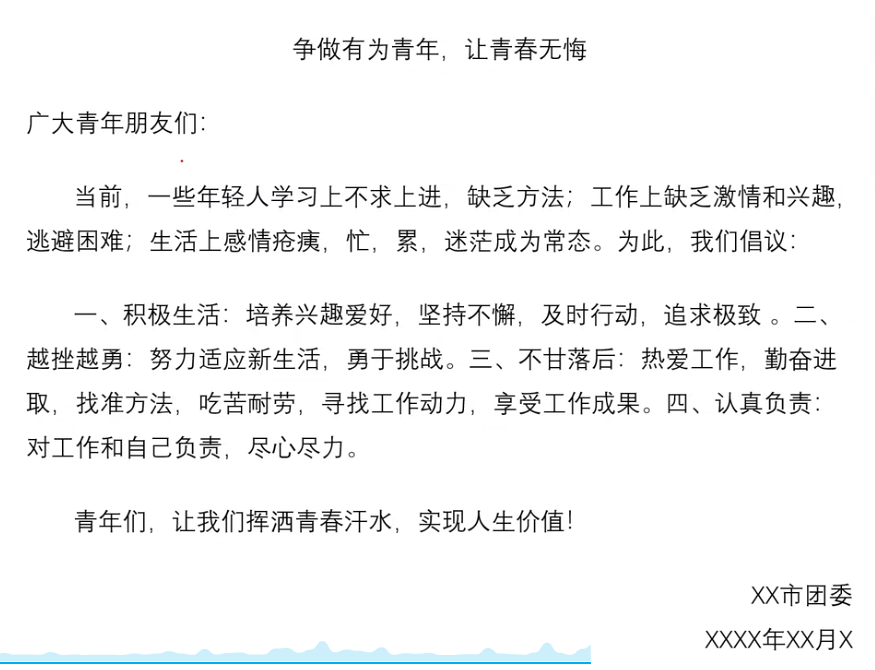 争做有为青年，让青春无悔
广大青年朋友们：
当前，一些年轻人学习上不求上进，缺乏方法；工作上缺乏激情和兴趣，
逃避困难；生活上感情疮痍，忙，累，迷茫成为常态。为此，我们倡议：
一、积极生活：培养兴趣爱好，坚持不懈，及时行动，追求极致 。二、
越挫越勇：努力适应新生活，勇于挑战。三、不甘落后：热爱工作，勤奋进
取，找准方法，吃苦耐劳，寻找工作动力，享受工作成果。四、认真负责：
对工作和自己负责，尽心尽力。
青年们，让我们挥洒青春汗水，实现人生价值！
XX市团委
XXXX年XX月X